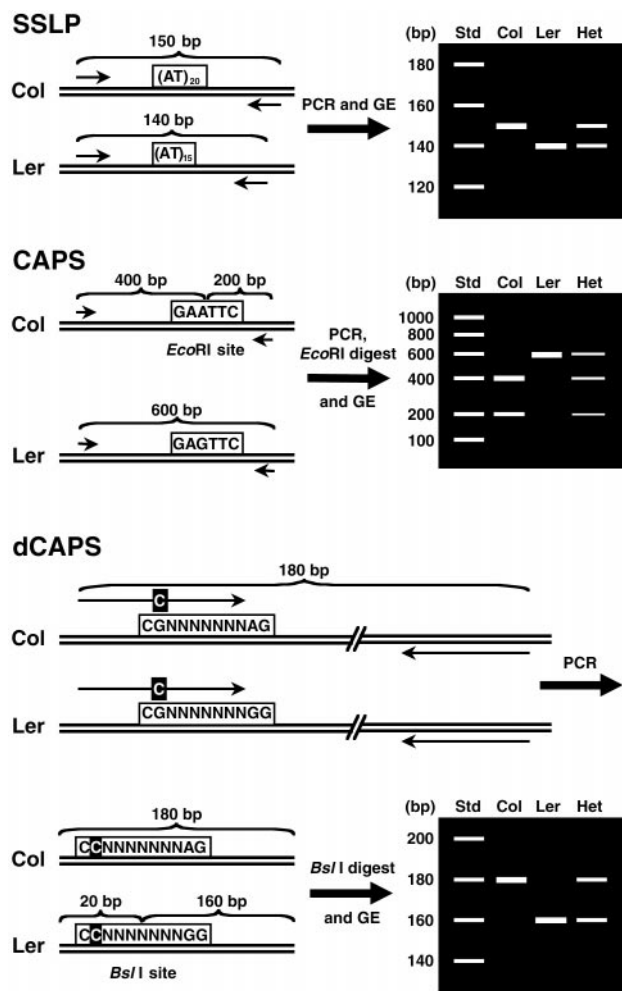 SSLP
150 bp
(AT)20
Col
140 bp
(AT)15
Ler
PCR and GE
(bp) Std Col Ler Het
180
160
140
120
CAPS
400 bp 200 bp
GAATTC
Col
EcoRI site
600 bp
GAGTTC
Ler
PCR,
EcoRI digest
and GE
(bp) Std Col Ler Het
1000
800
600
400
200
100
dCAPS
180 bp
C
CGNNNNNNNAG
Col
C
CGNNNNNNNGG
Ler
PCR
180 bp
CCNNNNNNNAG
Col
20 bp 160 bp
CCNNNNNNNGG
Ler
Bsl I site
Bsl I digest
and GE
(bp) Std Col Ler Het
200
180
160
140